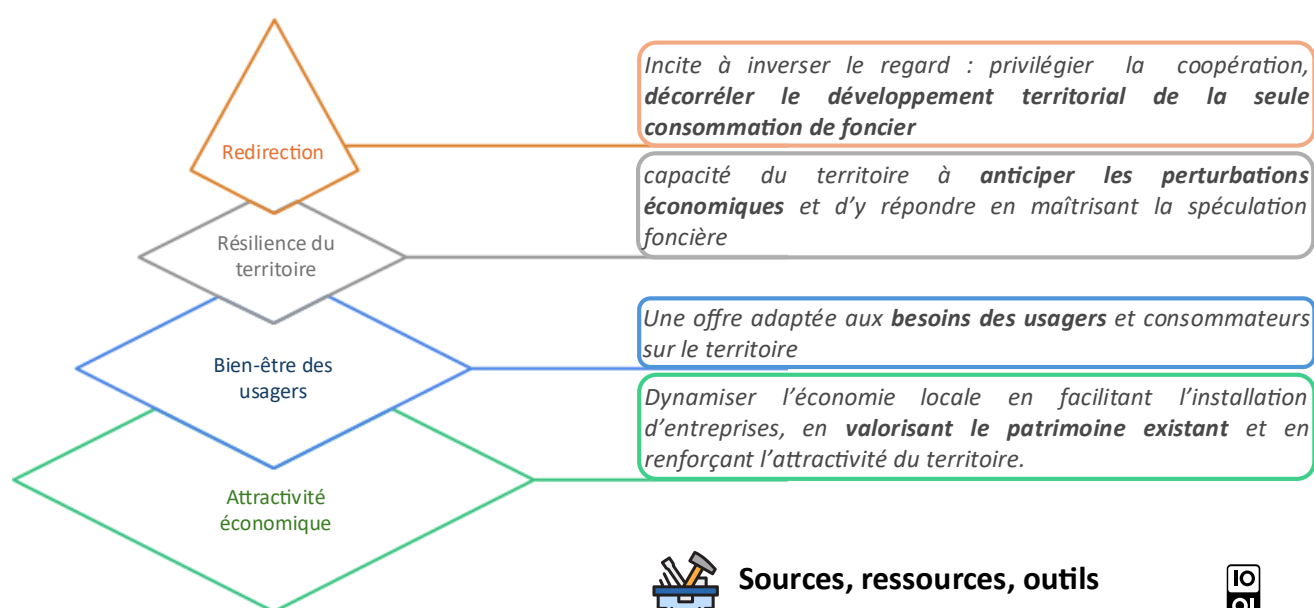 Redirection
Incite à inverser le regard : privilégier la coopération,
décorréler le développement territorial de la seule
consommation de foncier
Résilience du
territoire
capacité du territoire à anticiper les perturbations
économiques et d'y répondre en maîtrisant la spéculation
foncière
Bien-être des
usagers
Une offre adaptée aux besoins des usagers et consommateurs
sur le territoire
Attractivité
économique
Dynamiser l'économie locale en facilitant l'installation
d'entreprises, en valorisant le patrimoine existant et en
renforçant l'attractivité du territoire.
Sources, ressources, outils